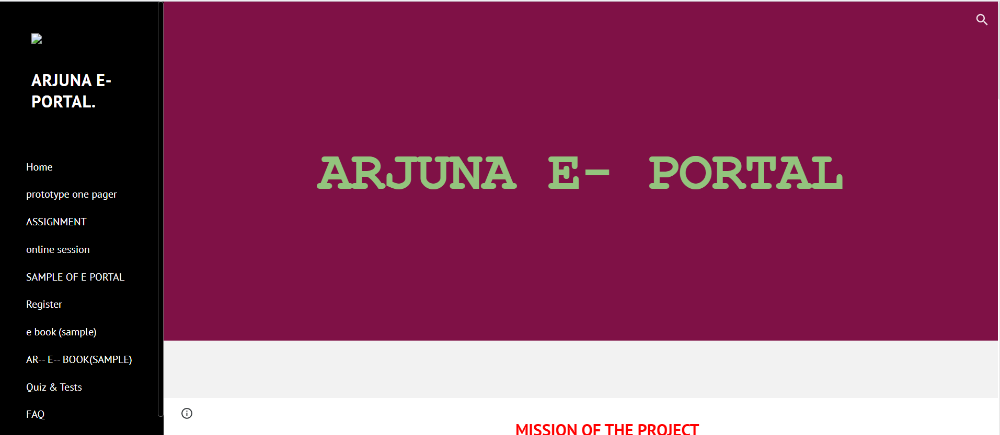 ARJUNA E-
PORTAL.
Home
prototype one pager
ASSIGNMENT
online session
SAMPLE OF E PORTAL
Register
e book (sample)
AR-- E-- BOOK(SAMPLE)
Quiz & Tests
FAQ
ARJUNA E- PORTAL
MISSION OF THE PROJECT